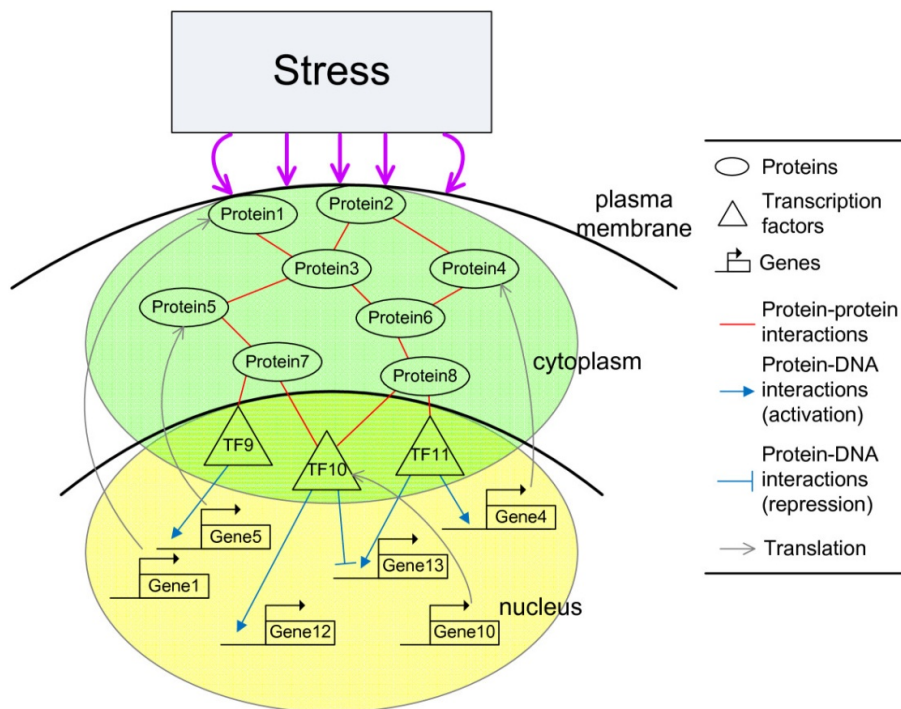 Stress
plasma
membrane
Protein1
Protein2
Protein3
Protein4
Protein5
Protein6
Protein7
Protein8
cytoplasm
TF9
TF10
TF11
Gene5
Gene4
Gene1
Gene13
nucleus
Gene12
Gene10
Proteins
Transcription
factors
Genes
Protein-protein
interactions
Protein-DNA
interactions
(activation)
Protein-DNA
interactions
(repression)
Translation